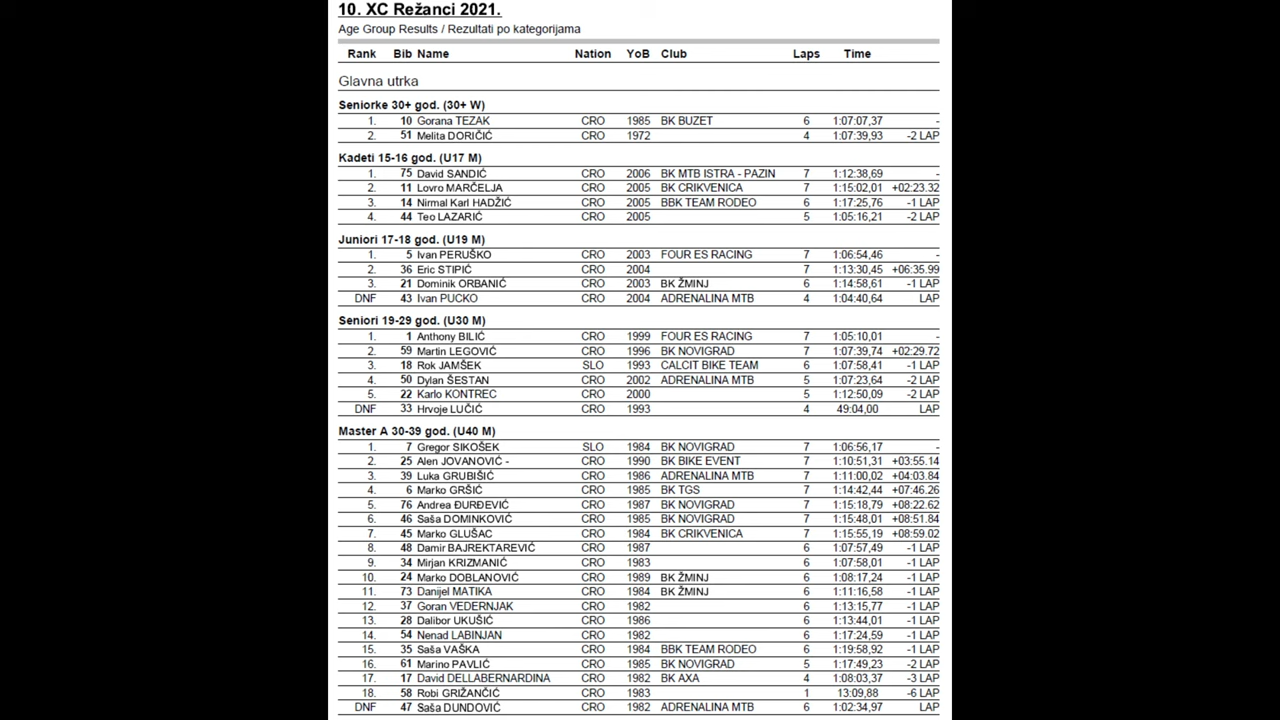 10. XC Režanci 2021.
Age Group Results / Rezultati po kategorijama
Rank Bib Name Nation YoB Club Laps Time
Glavna utrka
Seniorke 30+ god. (30+ W)
1. 10 Gorana TEZAK CRO 1985 BK BUZET 6 1:07:07,37 -
2. 51 Melita DORIČIĆ CRO 1972 4 1:07:39,93 -2 LAP
Kadeti 15-16 god. (U17 M)
1. 75 David SANDIĆ CRO 2006 BK MTB ISTRA - PAZIN 7 1:12:38,69 -
2. 11 Lovro MARČELJA CRO 2005 BK CRIKVENICA 7 1:15:02,01 +02:23.32
3. 14 Nirmal Karl HADŽIĆ CRO 2005 BBK TEAM RODEO 6 1:17:25,76 -1 LAP
4. 44 Teo LAZARIĆ CRO 2005 5 1:05:16,21 -2 LAP
Juniori 17-18 god. (U19 M)
1. 5 Ivan PERUŠKO CRO 2003 FOUR ES RACING 7 1:06:54,46 -
2. 36 Eric STIPIĆ CRO 2004 7 1:13:30,45 +06:35.99
3. 21 Dominik ORBANIĆ CRO 2003 BK ŽMINJ 6 1:14:58,61 -1 LAP
DNF 43 Ivan PUCKO CRO 2004 ADRENALINA MTB 4 1:04:40,64 LAP
Seniori 19-29 god. (U30 M)
1. 1 Anthony BILIĆ CRO 1999 FOUR ES RACING 7 1:05:10,01 -
2. 59 Martin LEGOVIĆ CRO 1996 BK NOVIGRAD 7 1:07:39,74 +02:29.72
3. 18 Rok JAMŠEK SLO 1993 CALCIT BIKE TEAM 6 1:07:58,41 -1 LAP
4. 50 Dylan ŠESTAN CRO 2002 ADRENALINA MTB 5 1:07:23,64 -2 LAP
5. 22 Karlo KONTREC CRO 2000 5 1:12:50,09 -2 LAP
DNF 33 Hrvoje LUČIĆ CRO 1993 4 49:04,00 LAP
Master A 30-39 god. (U40 M)
1. 7 Gregor SIKOŠEK SLO 1984 BK NOVIGRAD 7 1:06:56,17 -
2. 25 Alen JOVANOVIĆ - CRO 1990 BK BIKE EVENT 7 1:10:51,31 +03:55.14
3. 39 Luka GRUBIŠIĆ CRO 1986 ADRENALINA MTB 7 1:11:00,02 +04:03.84
4. 6 Marko GRŠIĆ CRO 1985 BK TGS 7 1:14:42,44 +07:46.26
5. 76 Andrea ĐURĐEVIĆ CRO 1987 BK NOVIGRAD 7 1:15:18,79 +08:22.62
6. 46 Saša DOMINKOVIĆ CRO 1985 BK NOVIGRAD 7 1:15:48,01 +08:51.84
7. 45 Marko GLUŠAC CRO 1984 BK CRIKVENICA 7 1:15:55,19 +08:59.02
8. 48 Damir BAJREKTAREVIĆ CRO 1987 6 1:07:57,49 -1 LAP
9. 34 Mirjan KRIZMANIĆ CRO 1983 6 1:07:58,01 -1 LAP
10. 24 Marko DOBLANOVIĆ CRO 1989 BK ŽMINJ 6 1:08:17,24 -1 LAP
11. 73 Danijel MATIKA CRO 1984 BK ŽMINJ 6 1:11:16,58 -1 LAP
12. 37 Goran VEDERNJAK CRO 1982 6 1:13:15,77 -1 LAP
13. 28 Dalibor UKUŠIĆ CRO 1986 6 1:13:44,01 -1 LAP
14. 54 Nenad LABINJAN CRO 1982 6 1:17:24,59 -1 LAP
15. 35 Saša VAŠKA CRO 1984 BBK TEAM RODEO 6 1:19:58,92 -1 LAP
16. 61 Marino PAVLIĆ CRO 1985 BK NOVIGRAD 5 1:17:49,23 -2 LAP
17. 17 David DELLABERNARDINA CRO 1982 BK AXA 4 1:08:03,37 -3 LAP
18. 58 Robi GRIŽANČIĆ CRO 1983 1 13:09,88 -6 LAP
DNF 47 Saša DUNDOVIĆ CRO 1982 ADRENALINA MTB 6 1:02:34,97 LAP